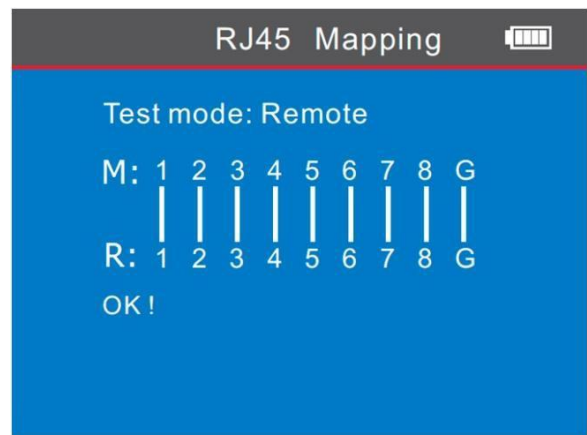 RJ45 Mapping
Test mode: Remote
M: 1 2 3 4 5 6 7 8 G
R: 1 2 3 4 5 6 7 8 G
OK!